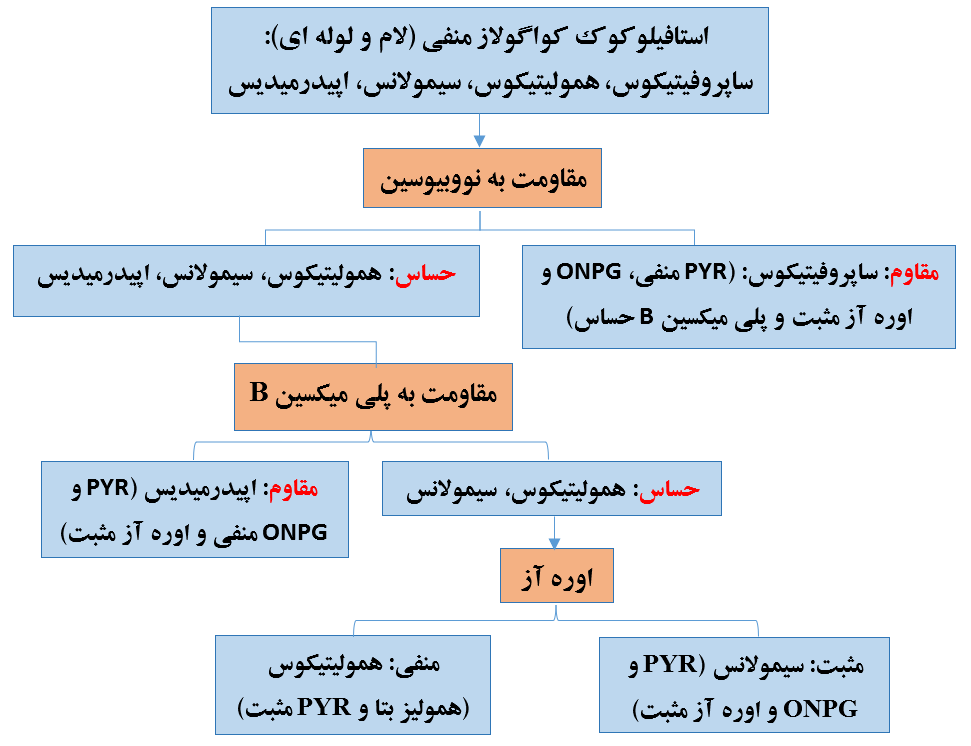 استافیلوکوک کواگولاز منفی (لام و لوله ای):
ساپروفیتیکوس، همولیتیکوس، سیمولانس، اپیدرمیدیس
مقاومت به نووبیوسین
مقاوم: ساپروفیتیکوس: (PYR منفی، ONPG و
اوره آز مثبت و پلی میکسین B حساس)
حساس: همولیتیکوس، سیمولانس، اپیدرمیدیس
مقاومت به پلی میکسین B
حساس: همولیتیکوس، سیمولانس
مقاوم: اپیدرمیدیس (PYR و
ONPG منفی و اوره آز مثبت)
اوره آز
مثبت: سیمولانس (PYR و
ONPG و اوره آز مثبت)
منفی: همولیتیکوس
(همولیز بتا و PYR مثبت)